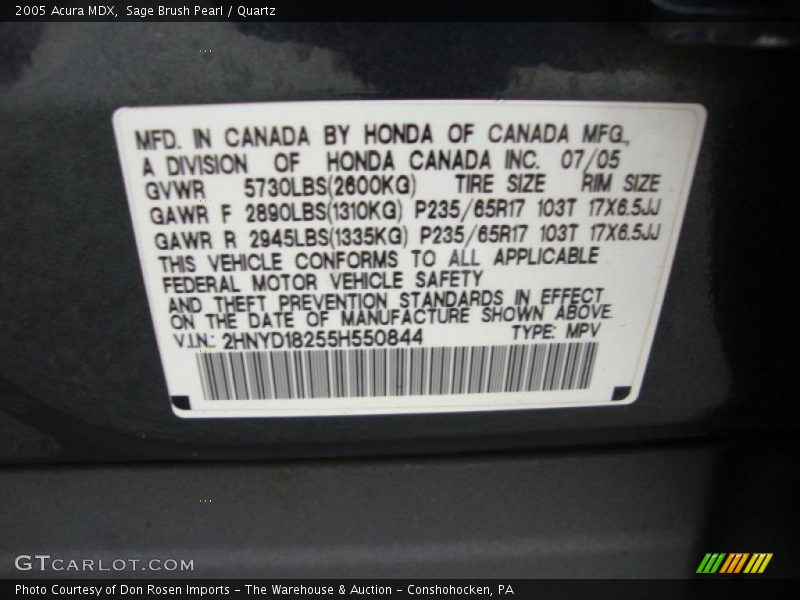 2005 Acura MDX, Sage Brush Pearl / Quartz
MFD. IN CANADA BY HONDA OF CANADA MFG.,
A DIVISION OF HONDA CANADA INC. 07/05
GVWR 5730LBS(2600KG) TIRE SIZE RIM SIZE
GAWR F 2890LBS(1310KG) P235/65R17 103T 17X6.5JJ
GAWR R 2945LBS(1335KG) P235/65R17 103T 17X6.5JJ
THIS VEHICLE CONFORMS TO ALL APPLICABLE
FEDERAL MOTOR VEHICLE SAFETY
AND THEFT PREVENTION STANDARDS IN EFFECT
ON THE DATE OF MANUFACTURE SHOWN ABOVE.
V.I.N.: 2HNYD18255H550844 TYPE: MPV
GTCARLOT.COM
Photo Courtesy of Don Rosen Imports - The Warehouse & Auction - Conshohocken, PA